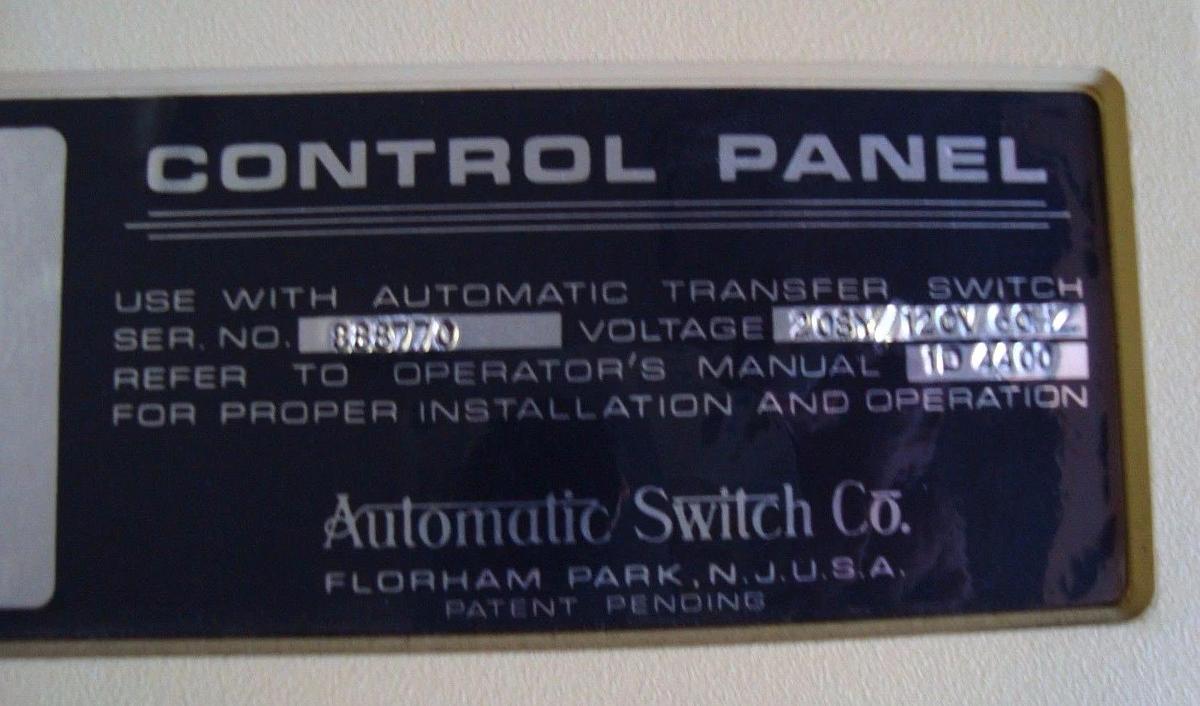 CONTROL PANEL
USE WITH AUTOMATIC TRANSFER SWITCH
SER. NO. 888770 VOLTAGE 208Y/120V 60HZ
REFER TO OPERATOR'S MANUAL 1D 4400
FOR PROPER INSTALLATION AND OPERATION
Automatic Switch Co.
FLORHAM PARK, N.J.U.S.A.
PATENT PENDING